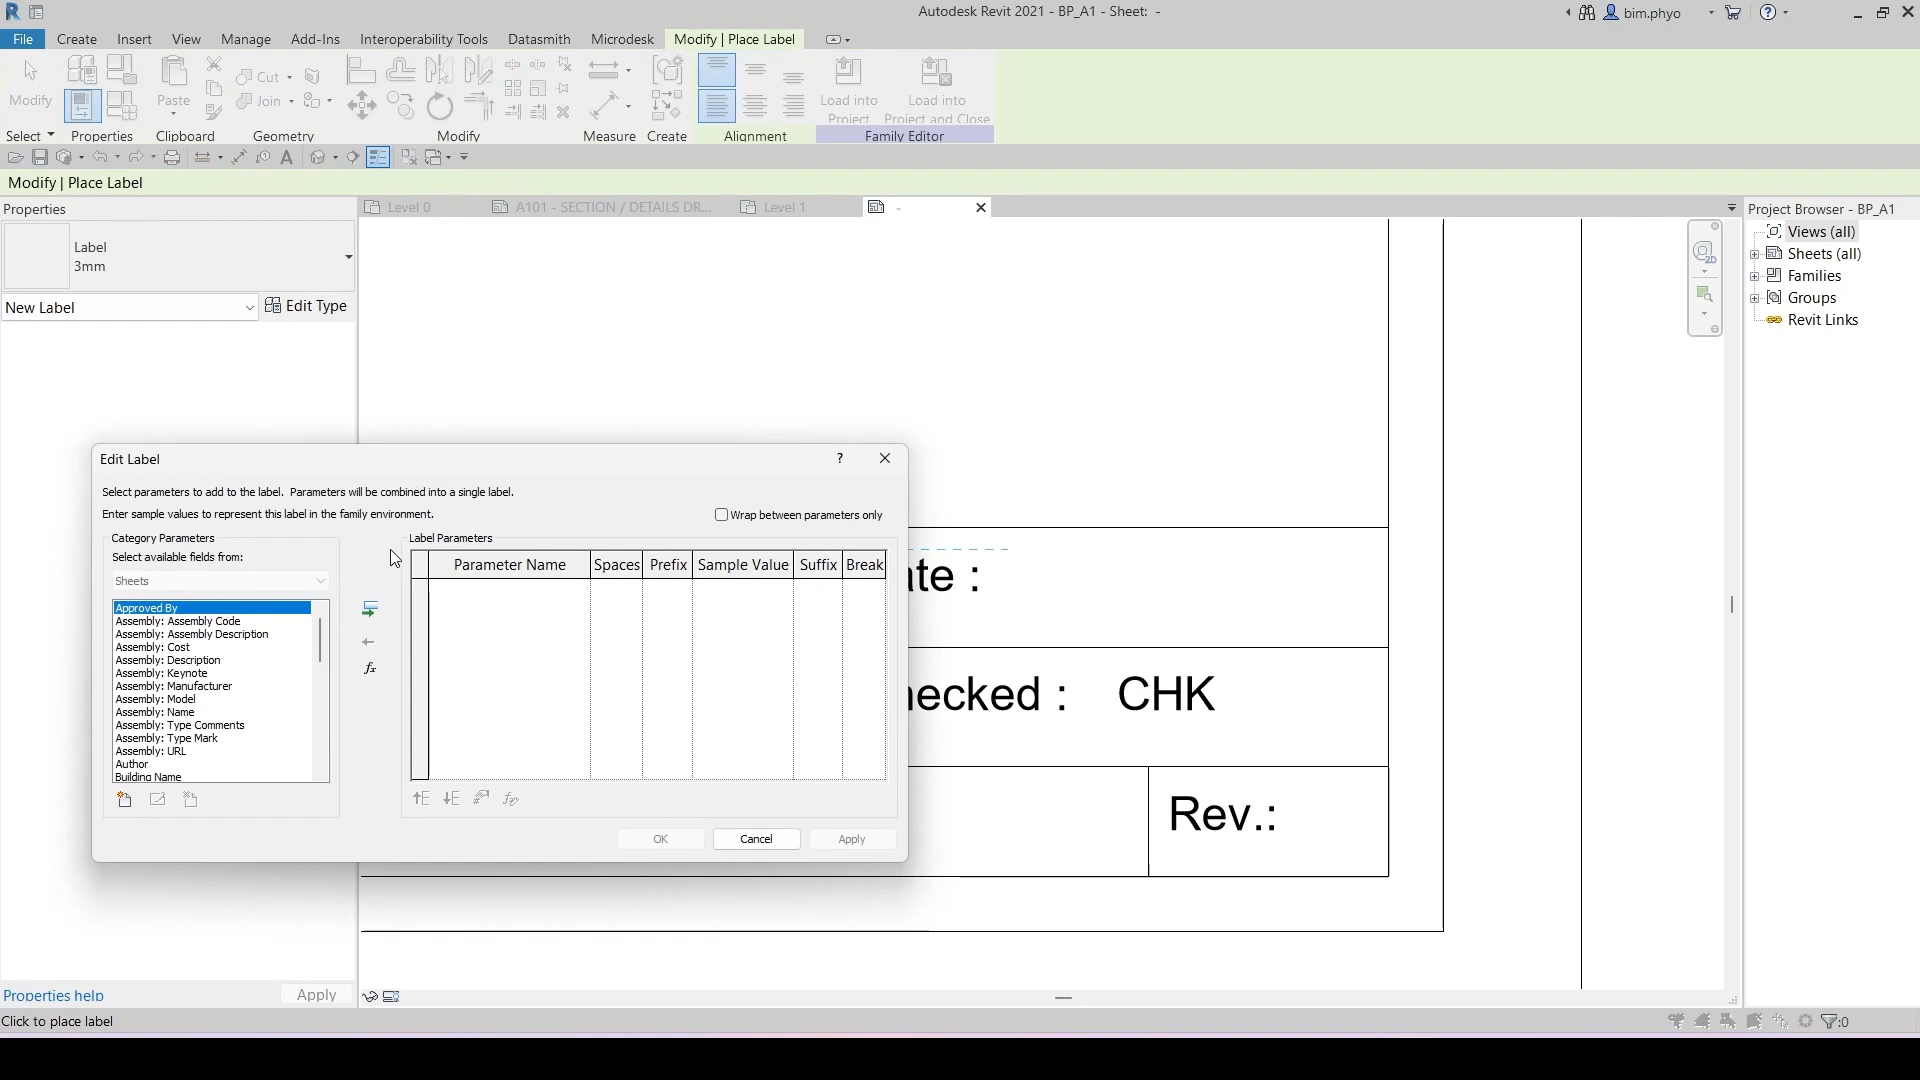 Autodesk Revit 2021 - BP_A1 - Sheet: -
bim.phyo
File Create Insert View Manage Add-Ins Interoperability Tools Datasmith Microdesk Modify | Place Label
Modify
Paste
Cut
Join
Load into
Project
Load into
Project and Close
Select Properties Clipboard Geometry Modify Measure Create Alignment Family Editor
Modify | Place Label
Properties
Level 0
A101 - SECTION / DETAILS DR...
Level 1
-
Project Browser - BP_A1
Label
3mm
New Label
Edit Type
Views (all)
Sheets (all)
Families
Groups
Revit Links
Edit Label
Select parameters to add to the label. Parameters will be combined into a single label.
Enter sample values to represent this label in the family environment.
Wrap between parameters only
Category Parameters
Select available fields from:
Sheets
Approved By
Assembly: Assembly Code
Assembly: Assembly Description
Assembly: Cost
Assembly: Description
Assembly: Keynote
Assembly: Manufacturer
Assembly: Model
Assembly: Name
Assembly: Type Comments
Assembly: Type Mark
Assembly: URL
Author
Building Name
fx
Label Parameters
Parameter Name Spaces Prefix Sample Value Suffix Break
OK Cancel Apply
ate :
hecked : CHK
Rev.:
Properties help
Apply
Click to place label
:0